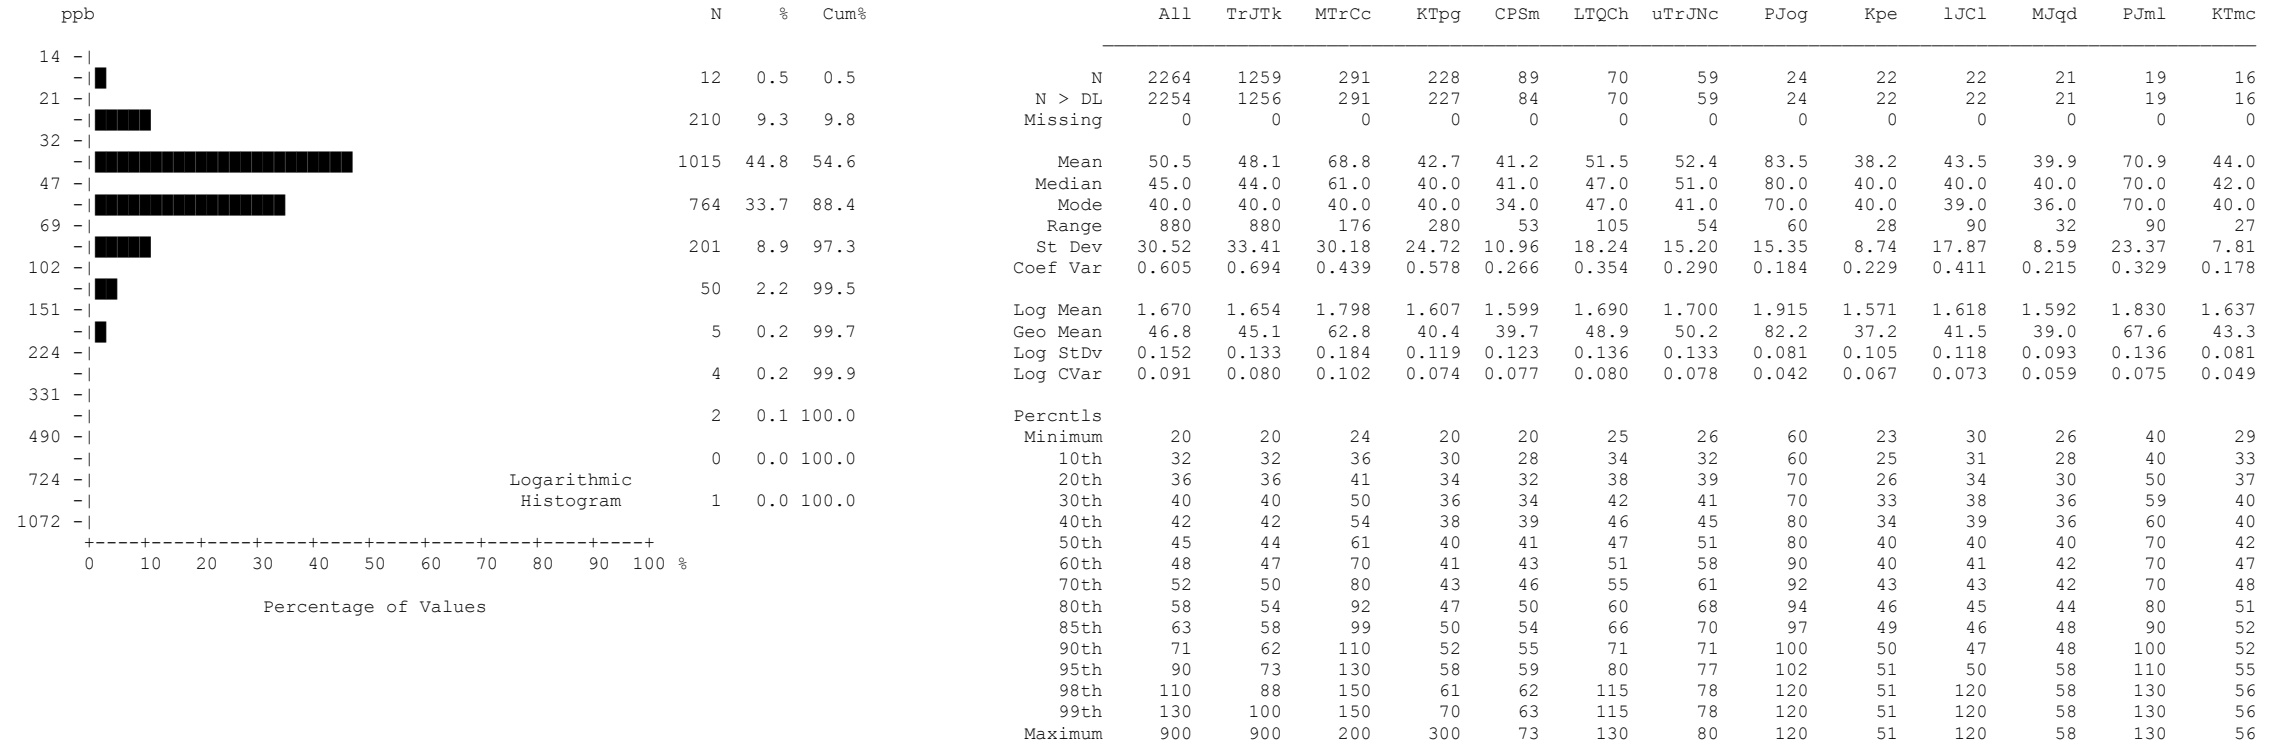 ppb N % Cum% All TrJTk MTrCc KTpg CPSm LTQCh uTrJNc PJog Kpe lJCl MJqd PJml KTmc
14 -|
-| 12 0.5 0.5 N 2264 1259 291 228 89 70 59 24 22 22 21 19 16
21 -| N > DL 2254 1256 291 227 84 70 59 24 22 22 21 19 16
-| 210 9.3 9.8 Missing 0 0 0 0 0 0 0 0 0 0 0 0 0
32 -|
-| 1015 44.8 54.6 Mean 50.5 48.1 68.8 42.7 41.2 51.5 52.4 83.5 38.2 43.5 39.9 70.9 44.0
47 -| Median 45.0 44.0 61.0 40.0 41.0 47.0 51.0 80.0 40.0 40.0 40.0 70.0 42.0
-| 764 33.7 88.4 Mode 40.0 40.0 40.0 40.0 34.0 47.0 41.0 70.0 40.0 39.0 36.0 70.0 40.0
69 -| Range 880 880 176 280 53 105 54 60 28 90 32 90 27
-| 201 8.9 97.3 St Dev 30.52 33.41 30.18 24.72 10.96 18.24 15.20 15.35 8.74 17.87 8.59 23.37 7.81
102 -| Coef Var 0.605 0.694 0.439 0.578 0.266 0.354 0.290 0.184 0.229 0.411 0.215 0.329 0.178
-| 50 2.2 99.5
151 -| Log Mean 1.670 1.654 1.798 1.607 1.599 1.690 1.700 1.915 1.571 1.618 1.592 1.830 1.637
-| 5 0.2 99.7 Geo Mean 46.8 45.1 62.8 40.4 39.7 48.9 50.2 82.2 37.2 41.5 39.0 67.6 43.3
224 -| Log StDv 0.152 0.133 0.184 0.119 0.123 0.136 0.133 0.081 0.105 0.118 0.093 0.136 0.081
-| 4 0.2 99.9 Log CVar 0.091 0.080 0.102 0.074 0.077 0.080 0.078 0.042 0.067 0.073 0.059 0.075 0.049
331 -|
-| 2 0.1 100.0 Percntls
490 -| Minimum 20 20 24 20 20 25 26 60 23 30 26 40 29
-| 0 0.0 100.0 10th 32 32 36 30 28 34 32 60 25 31 28 40 33
724 -| Logarithmic 20th 36 36 41 34 32 38 39 70 26 34 30 50 37
-| Histogram 1 0.0 100.0 30th 40 40 50 36 34 42 41 70 33 38 36 59 40
1072 -| 40th 42 42 54 38 39 46 45 80 34 39 36 60 40
+----+----+----+----+----+----+----+----+----+----+ 50th 45 44 61 40 41 47 51 80 40 40 40 70 42
0 10 20 30 40 50 60 70 80 90 100 % 60th 48 47 70 41 43 51 58 90 40 41 42 70 47
70th 52 50 80 43 46 55 61 92 43 43 42 70 48
Percentage of Values 80th 58 54 92 47 50 60 68 94 46 45 44 80 51
85th 63 58 99 50 54 66 70 97 49 46 48 90 52
90th 71 62 110 52 55 71 71 100 50 47 48 100 52
95th 90 73 130 58 59 80 77 102 51 50 58 110 55
98th 110 88 150 61 62 115 78 120 51 120 58 130 56
99th 130 100 150 70 63 115 78 120 51 120 58 130 56
Maximum 900 900 200 300 73 130 80 120 51 120 58 130 56